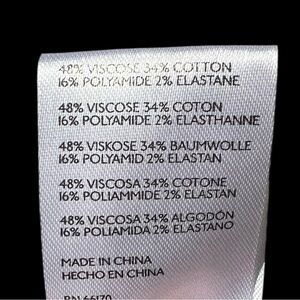 48% VISCOSE 34% COTTON
16% POLYAMIDE 2% ELASTANE
48% VISCOSE 34% COTON
16% POLYAMIDE 2% ELASTHANNE
48% VISKOSE 34% BAUMWOLLE
16% POLYAMID 2% ELASTAN
48% VISCOSA 34% COTONE
16% POLIAMMIDE 2% ELASTAN
48% VISCOSA 34% ALGODÓN
16% POLIAMIDA 2% ELASTANO
MADE IN CHINA
HECHO EN CHINA
RN 66170